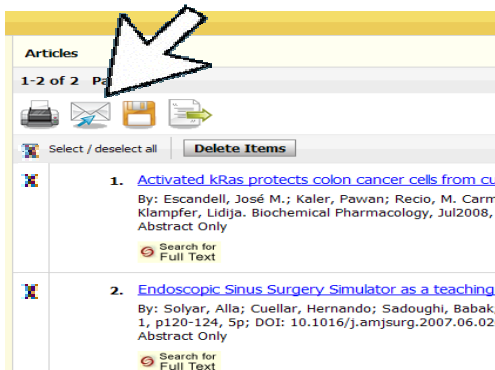 Articles
1-2 of 2
Select / deselect all Delete Items
1. Activated kRas protects colon cancer cells from
By: Escandell, José M.; Kaler, Pawan; Recio, M. Carm
Klampfer, Lidija. Biochemical Pharmacology, Jul2008,
Abstract Only
Search for
Full Text
2. Endoscopic Sinus Surgery Simulator as a teaching
By: Solyar, Alla; Cuellar, Hernando; Sadoughi, Babak
1, p120-124, 5p; DOI: 10.1016/j.amjsurg.2007.06.02
Abstract Only
Search for
Full Text